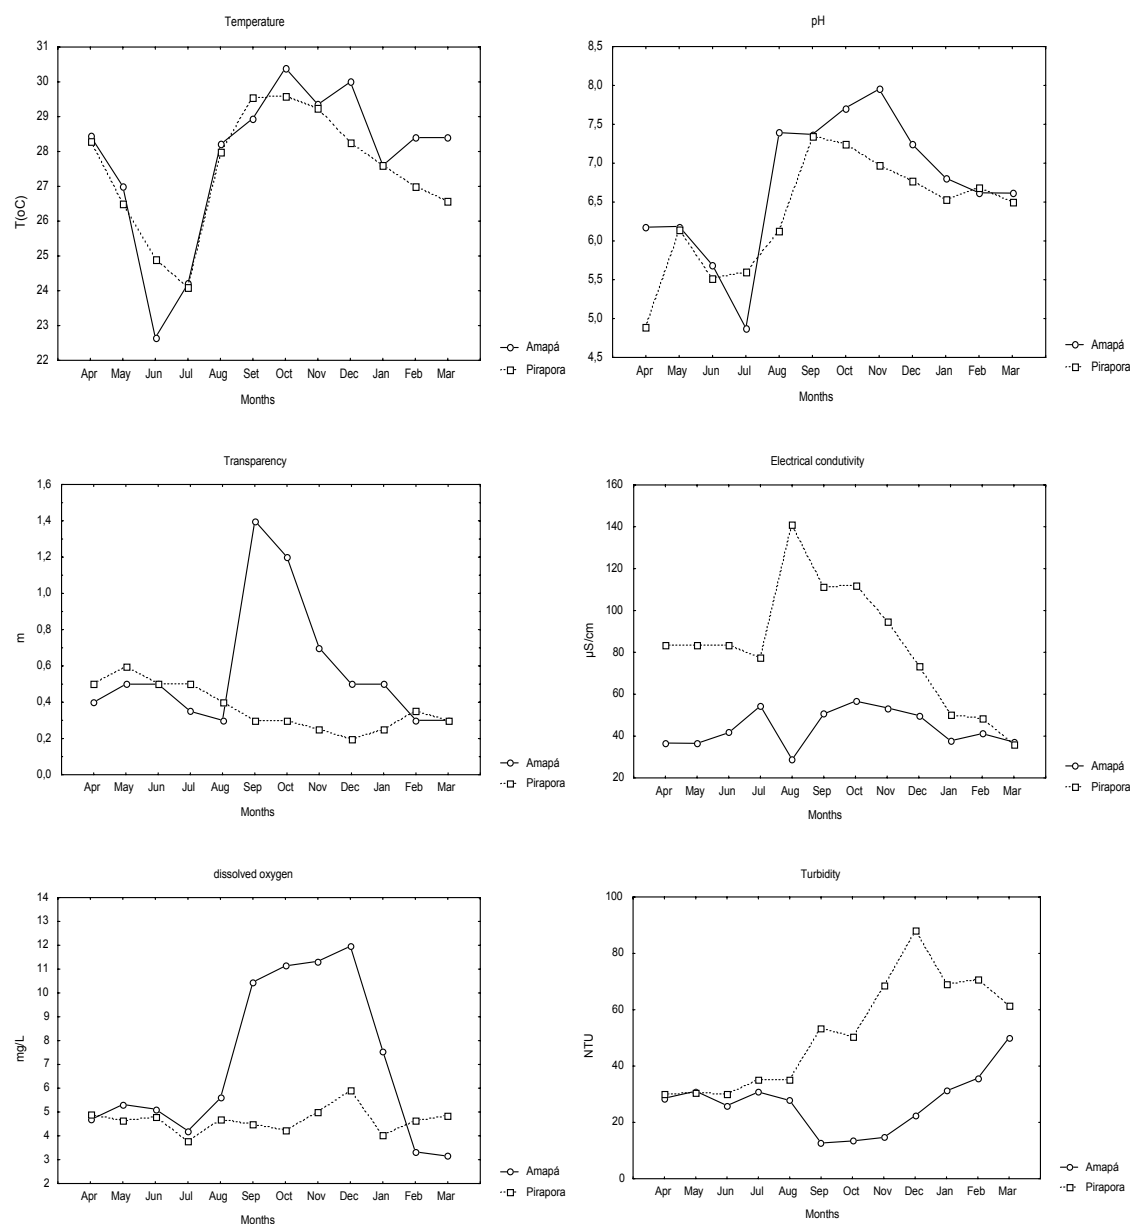 Temperature
31
30
29
28
27
26
25
24
23
22
T(oC)
Apr May Jun Jul Aug Set Oct Nov Dec Jan Feb Mar
Months
Amapá
Pirapora
pH
8,5
8,0
7,5
7,0
6,5
6,0
5,5
5,0
4,5
Apr May Jun Jul Aug Sep Oct Nov Dec Jan Feb Mar
Months
Amapá
Pirapora
Transparency
1,6
1,4
1,2
1,0
0,8
0,6
0,4
0,2
0,0
m
Apr May Jun Jul Aug Sep Oct Nov Dec Jan Feb Mar
Months
Amapá
Pirapora
Electrical condutivity
160
140
120
100
80
60
40
20
µS/cm
Apr May Jun Jul Aug Sep Oct Nov Dec Jan Feb Mar
Months
Amapá
Pirapora
dissolved oxygen
14
13
12
11
10
9
8
7
6
5
4
3
2
mg/L
Apr May Jun Jul Aug Sep Oct Nov Dec Jan Feb Mar
Months
Amapá
Pirapora
Turbidity
100
80
60
40
20
0
NTU
Apr May Jun Jul Aug Sep Oct Nov Dec Jan Feb Mar
Months
Amapá
Pirapora